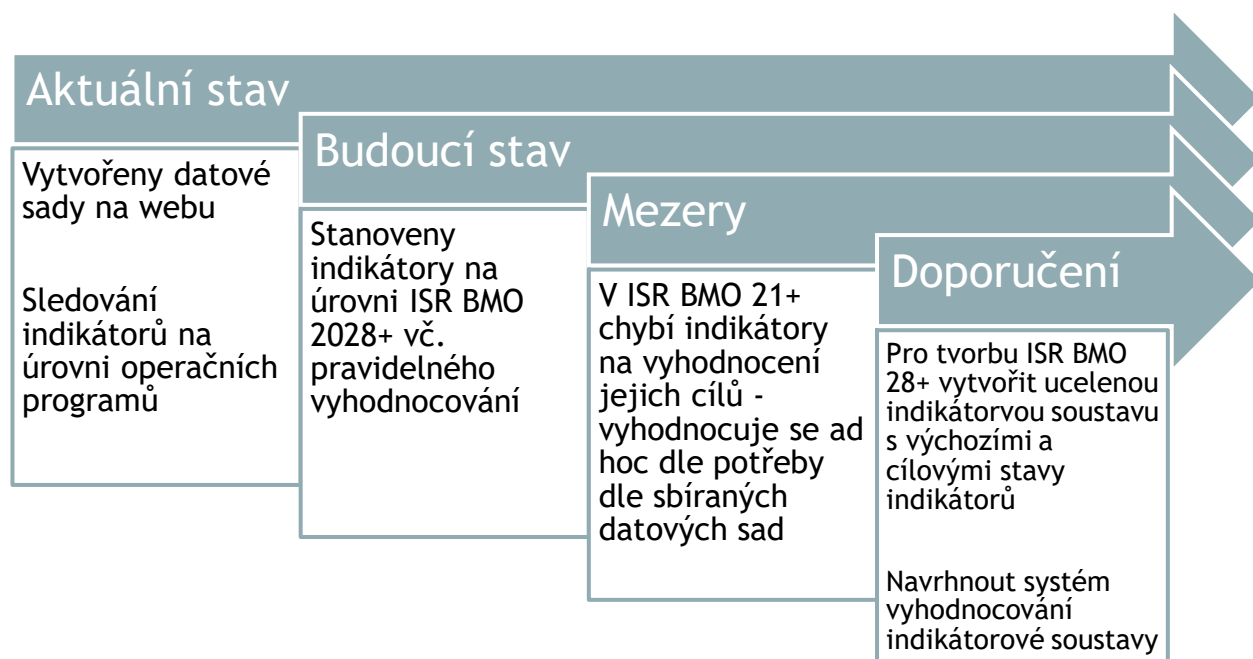 Aktuální stav
Vytvořeny datové
sady na webu
Sledování
indikátorů na
úrovni operačních
programů
Budoucí stav
Stanoveny
indikátory na
úrovni ISR BMO
2028+ vč.
pravidelného
vyhodnocování
Mezery
V ISR BMO 21+
chybí indikátory
na vyhodnocení
jejich cílů -
vyhodnocuje se ad
hoc dle potřeby
dle sbíraných
datových sad
Doporučení
Pro tvorbu ISR BMO
28+ vytvořit ucelenou
indikátorvou soustavu
s výchozími a
cílovými stavy
indikátorů
Navrhnout systém
vyhodnocování
indikátorové soustavy